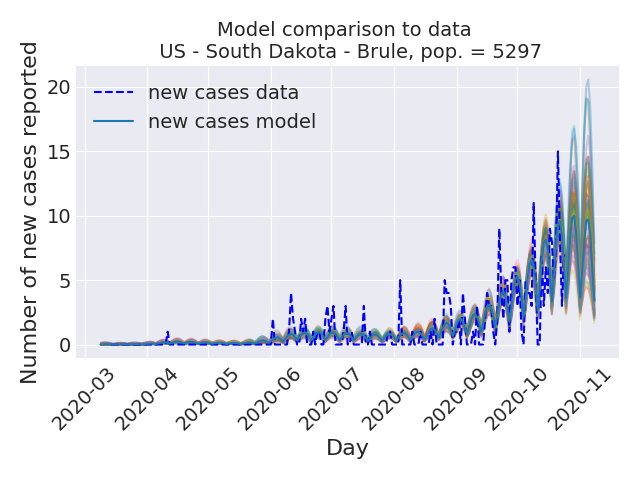 Model comparison to data
US - South Dakota - Brule, pop. = 5297
Number of new cases reported
20
15
10
5
0
new cases data
new cases model
2020-03
2020-04
2020-05
2020-06
2020-07
2020-08
2020-09
2020-10
2020-11
Day